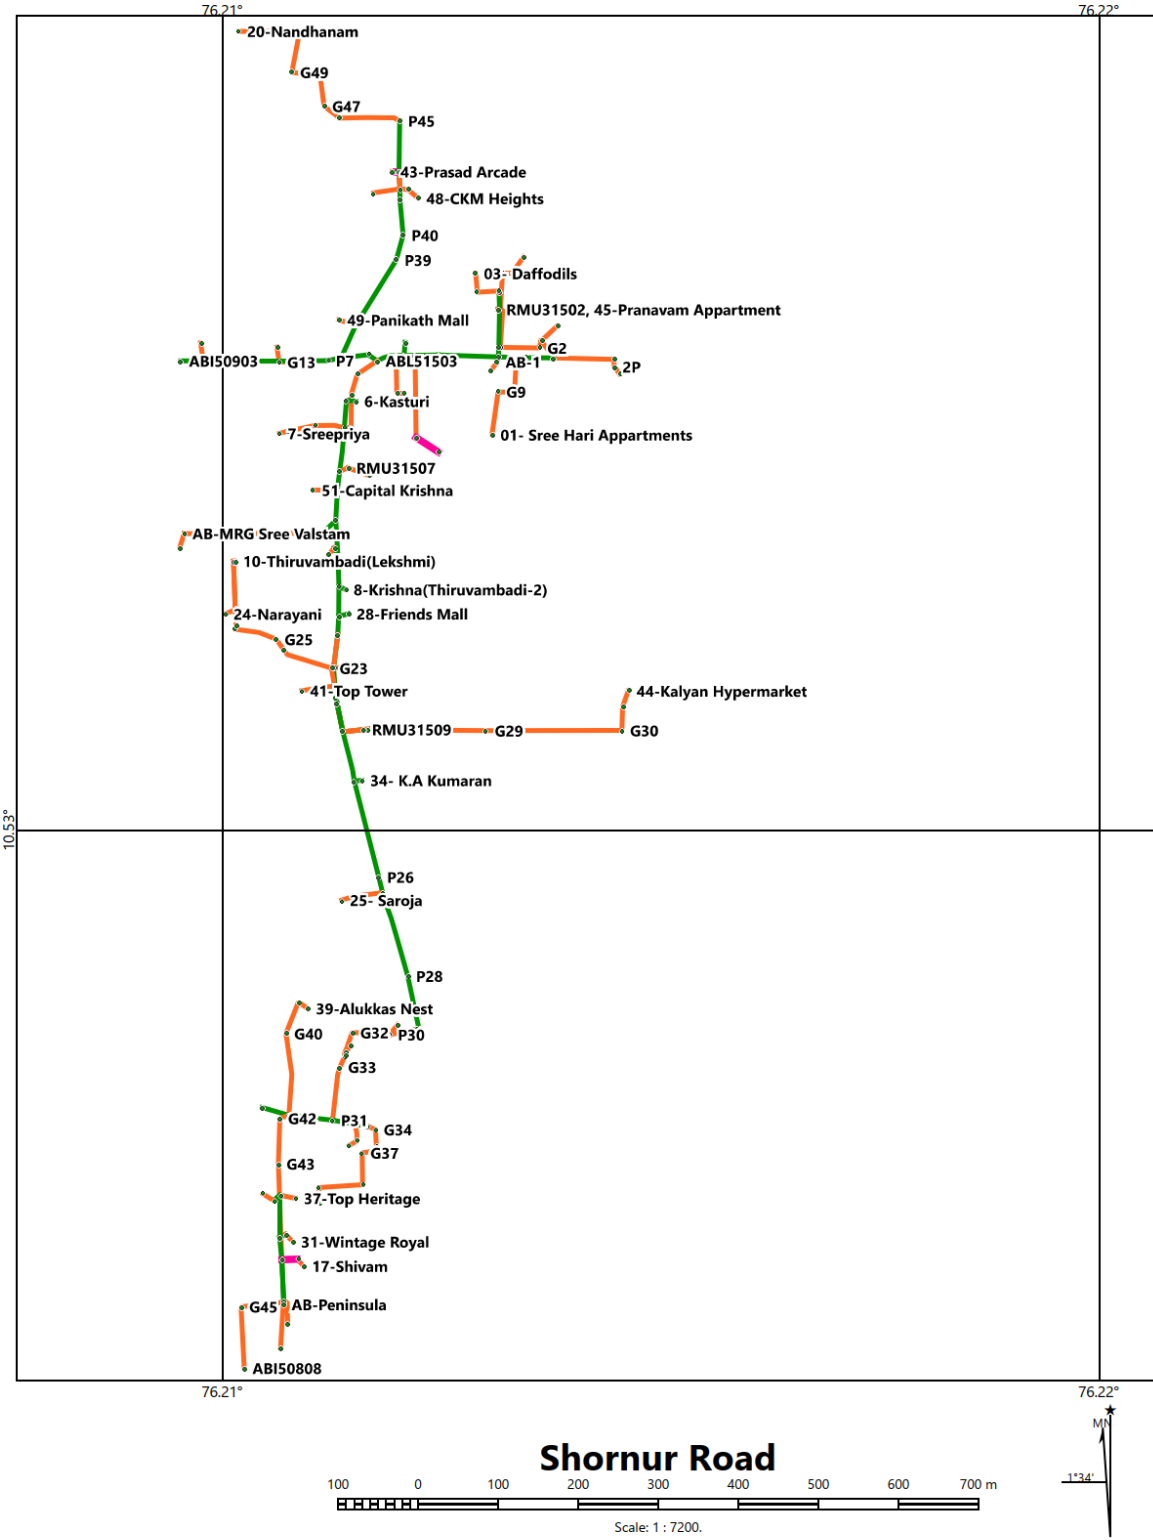 76.21°
76.22°
20-Nandhanam
G49
G47
P45
43-Prasad Arcade
48-CKM Heights
P40
P39
03- Daffodils
RMU31502, 45-Pranavam Appartment
49-Panikath Mall
G2
ABI50903
G13
P7
ABL51503
AB-1
2P
G9
6-Kasturi
7-Sreepriya
01- Sree Hari Appartments
RMU31507
51-Capital Krishna
AB-MRG Sree Valstam
10-Thiruvambadi(Lekshmi)
8-Krishna(Thiruvambadi-2)
24-Narayani
28-Friends Mall
G25
G23
41-Top Tower
44-Kalyan Hypermarket
RMU31509
G29
G30
34- K.A Kumaran
10.53°
P26
25- Saroja
P28
39-Alukkas Nest
G40
G32
P30
G33
G42
P31
G34
G37
G43
37-Top Heritage
31-Wintage Royal
17-Shivam
G45
AB-Peninsula
ABI50808
76.21°
76.22°
MN
1°34'
Shornur Road
100 0 100 200 300 400 500 600 700 m
Scale: 1 : 7200.